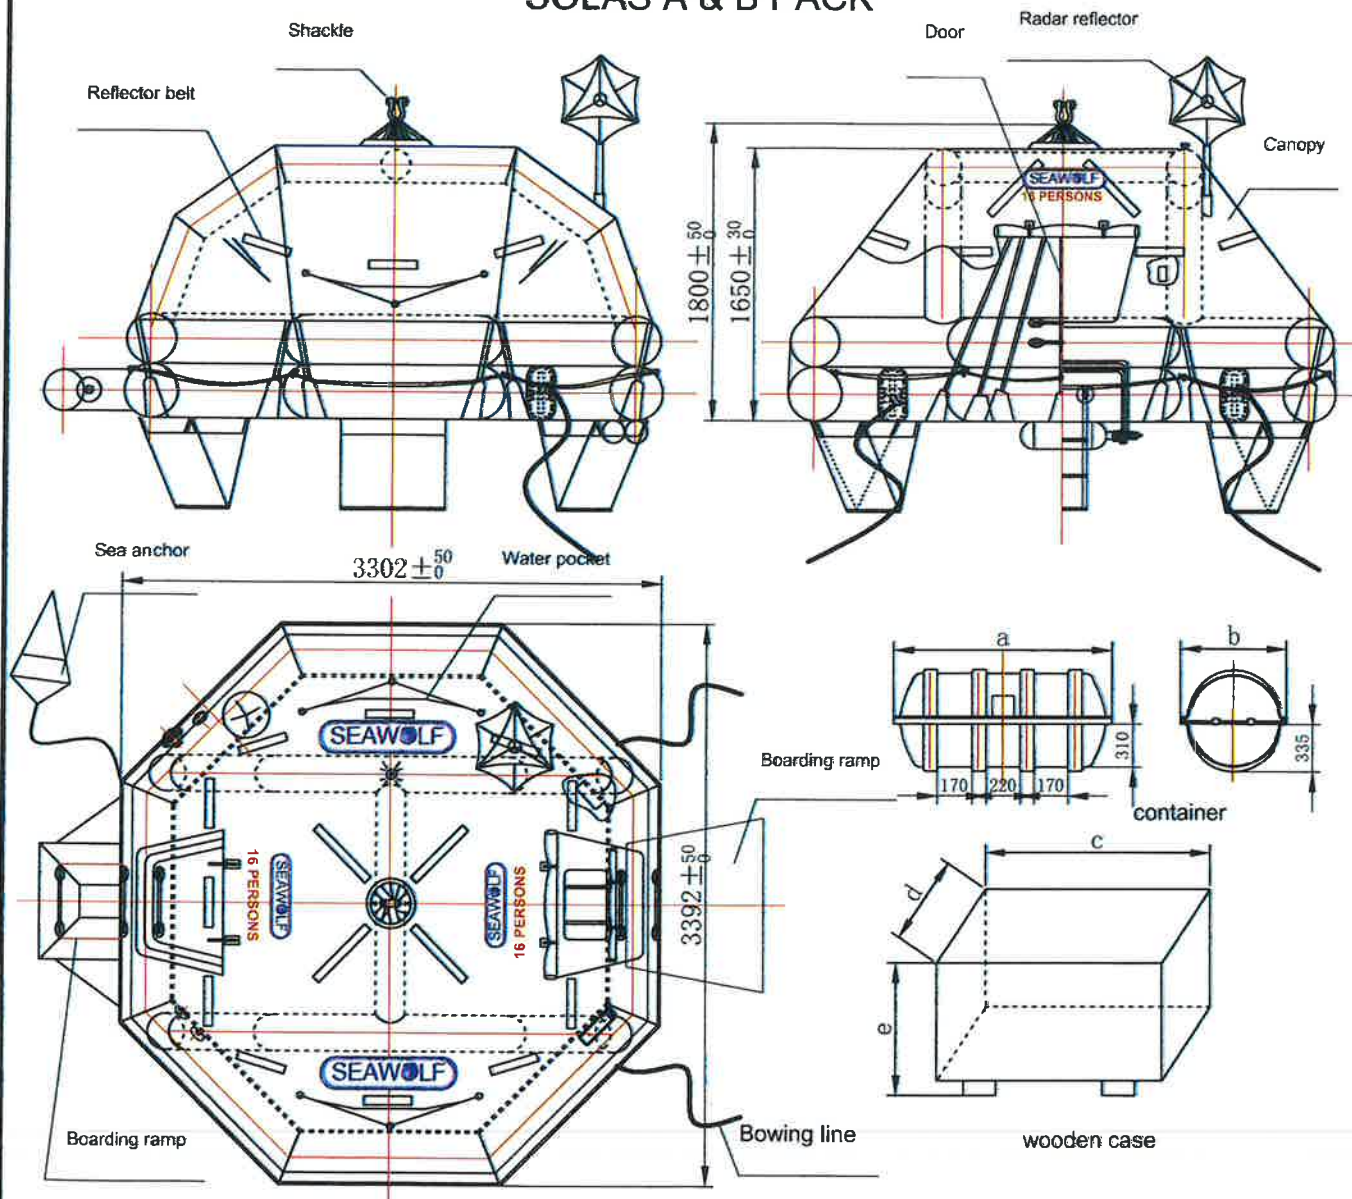 SOLAS A & B PACK
Shackle
Reflector belt
Door
Radar reflector
Canopy
SEAWOLF
16 PERSONS
1800±50 0
1650±30 0
Sea anchor
3302±50 0
Water pocket
SEAWOLF
16 PERSONS
SEAWOLF
SEAWOLF
16 PERSONS
3392±50 0
SEAWOLF
Boarding ramp
Boarding ramp
Bowing line
a
b
310
335
170
220
170
container
c
d
e
wooden case